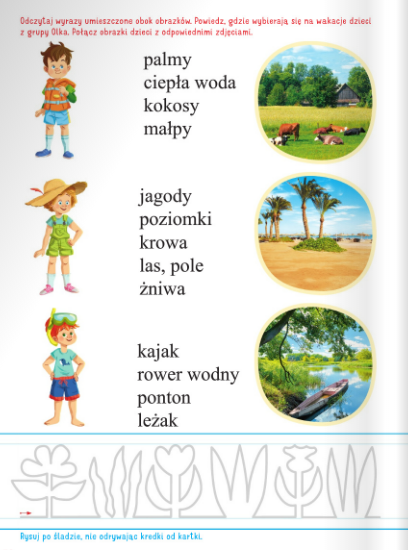 Odczytaj wyrazy umieszczone obok obrazków. Powiedz, gdzie wybierają się na wakacje dzieci
z grupy Olka. Połącz obrazki dzieci z odpowiednimi zdjęciami.
palmy
ciepła woda
kokosy
małpy
jagody
poziomki
krowa
las, pole
żniwa
kajak
rower wodny
ponton
leżak
Rysuj po śladzie, nie odrywając kredki od kartki.